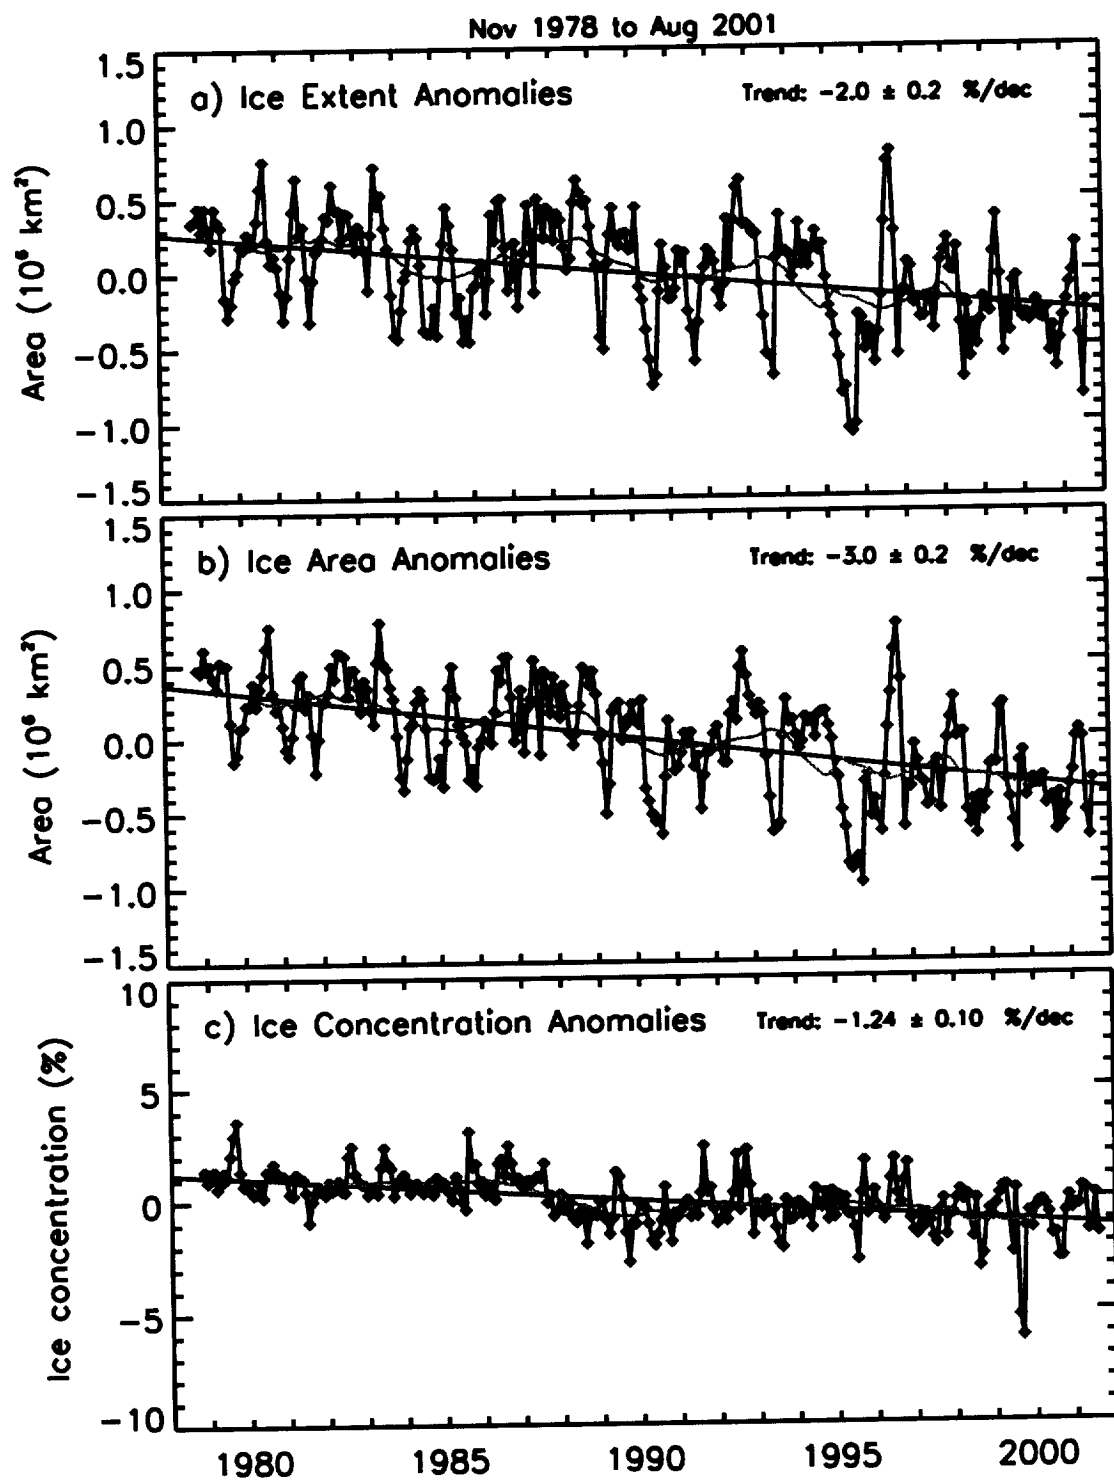 Nov 1978 to Aug 2001
a) Ice Extent Anomalies
Trend: −2.0 ± 0.2 %/dec
1.5
1.0
0.5
0.0
−0.5
−1.0
−1.5
Area (10⁶ km²)
b) Ice Area Anomalies
Trend: −3.0 ± 0.2 %/dec
1.5
1.0
0.5
0.0
−0.5
−1.0
−1.5
Area (10⁶ km²)
c) Ice Concentration Anomalies
Trend: −1.24 ± 0.10 %/dec
10
5
0
−5
−10
Ice concentration (%)
1980 1985 1990 1995 2000